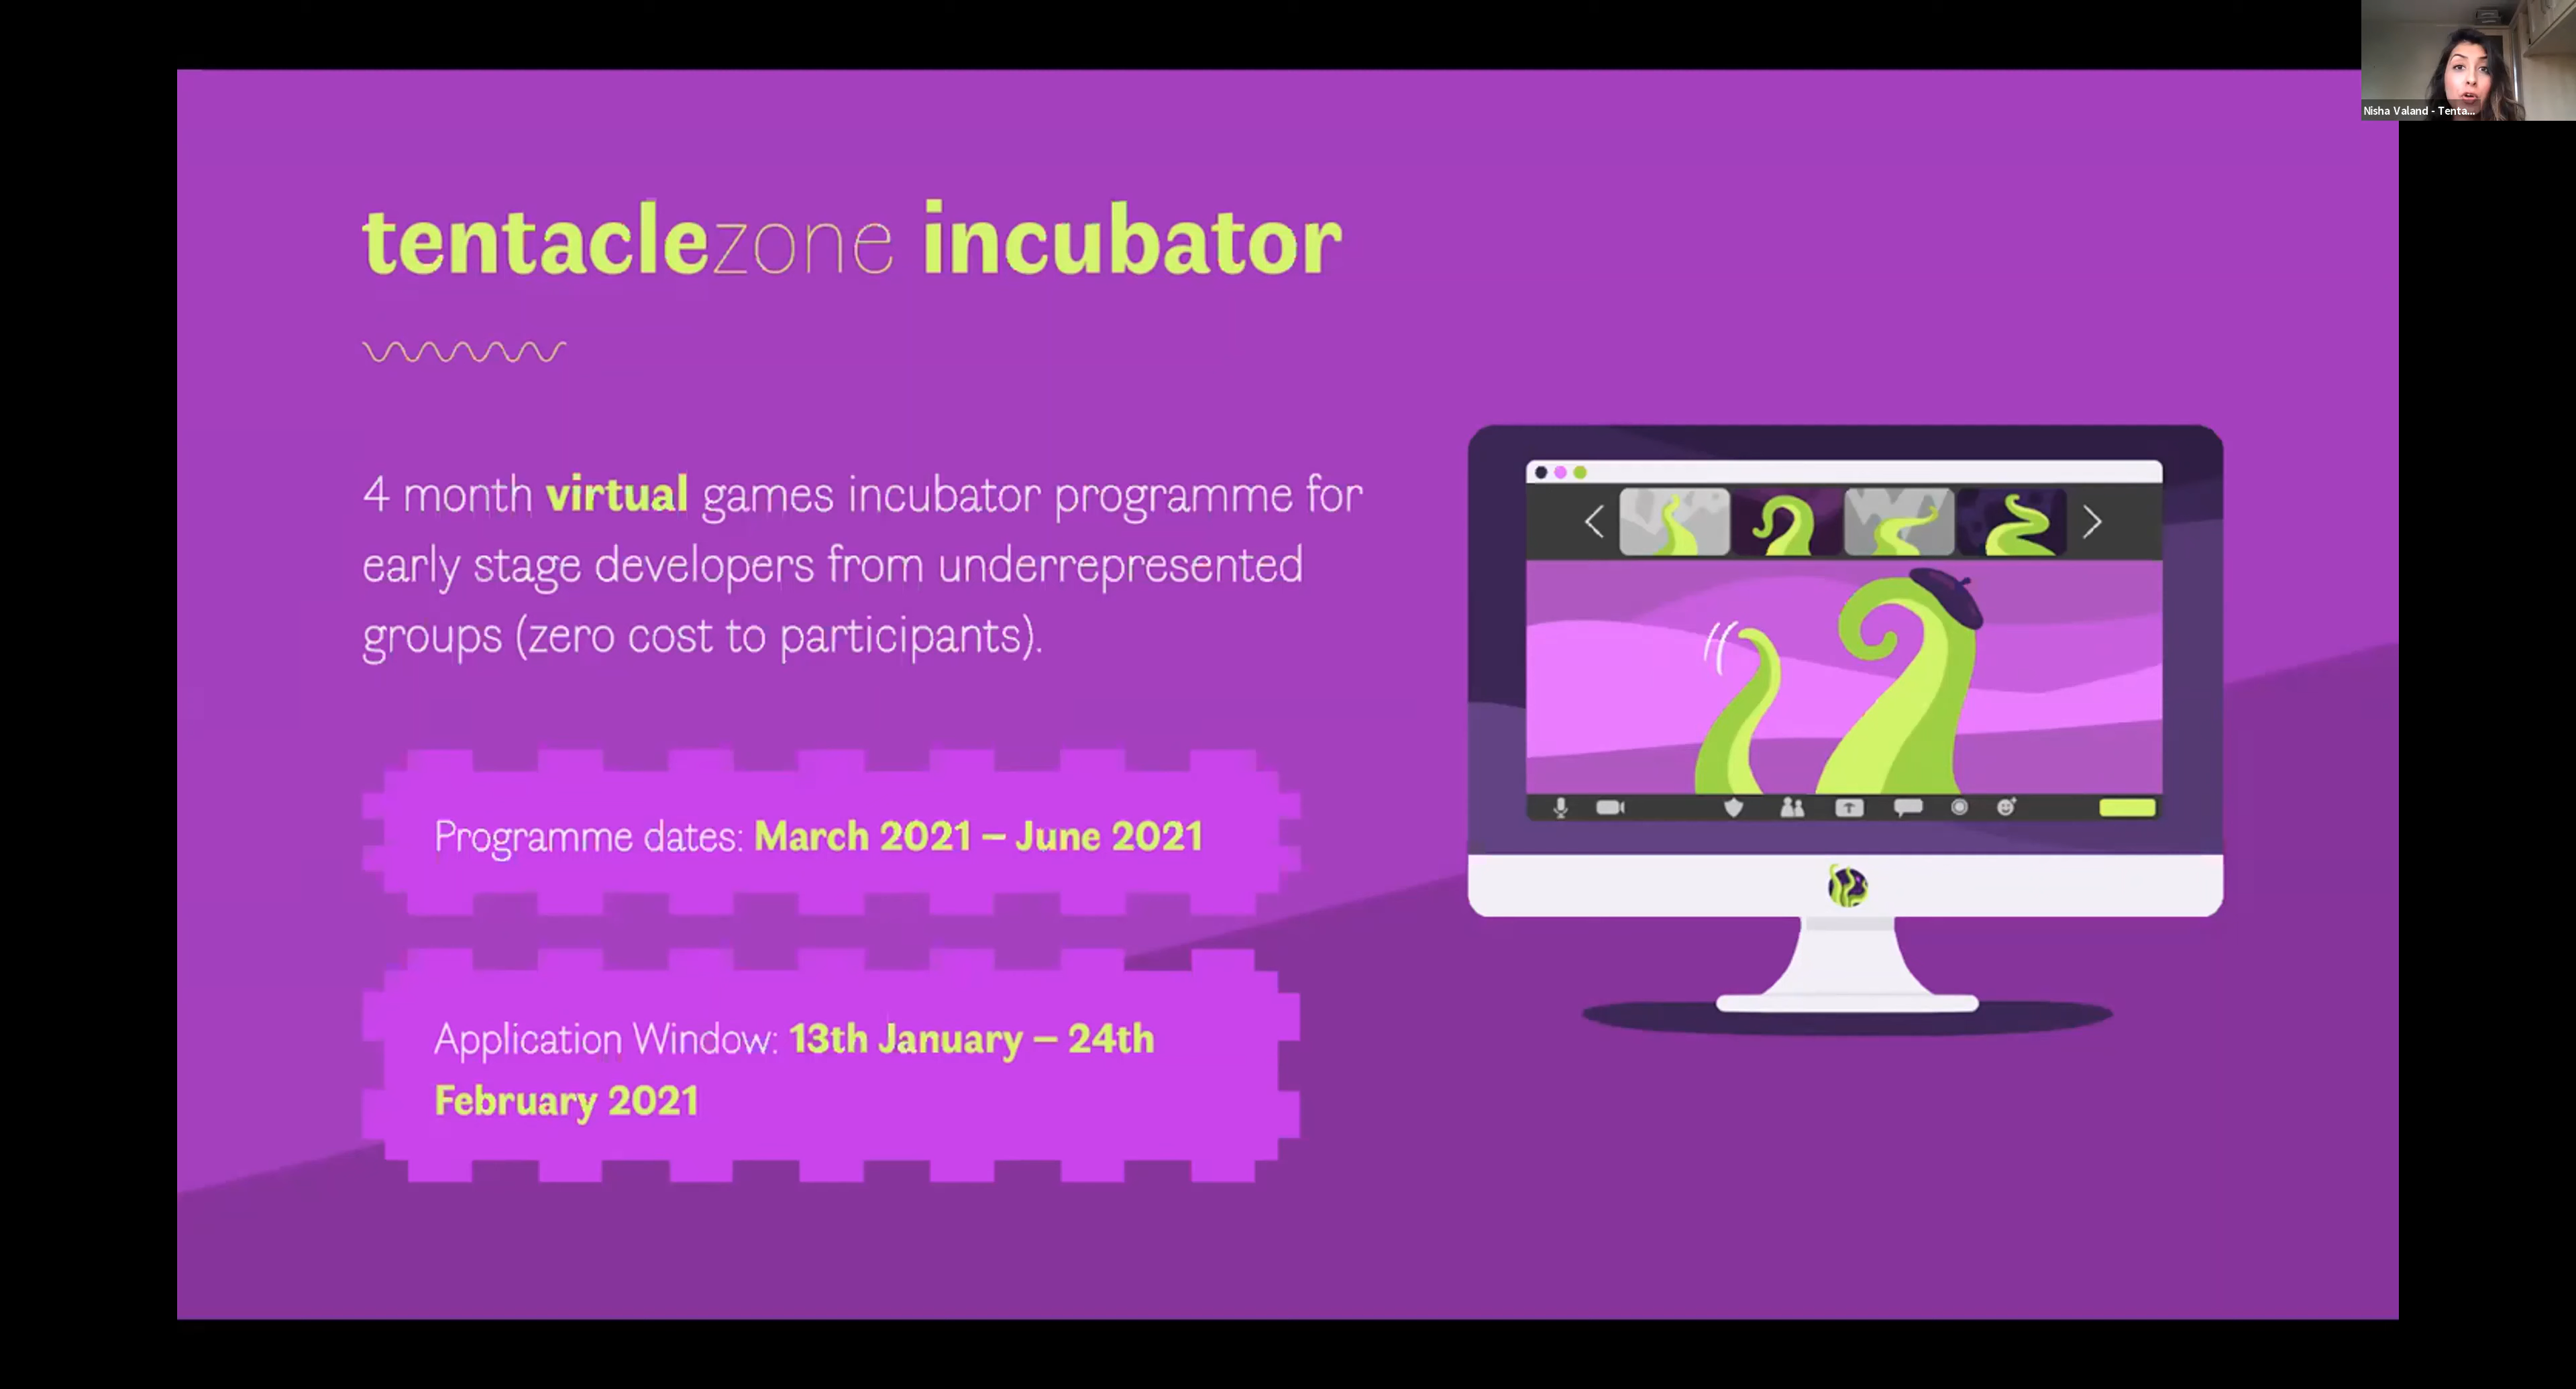 Nisha Valand - Tenta...
tentaclezone incubator
4 month virtual games incubator programme for
early stage developers from underrepresented
groups (zero cost to participants).
Programme dates: March 2021 – June 2021
Application Window: 13th January – 24th
February 2021